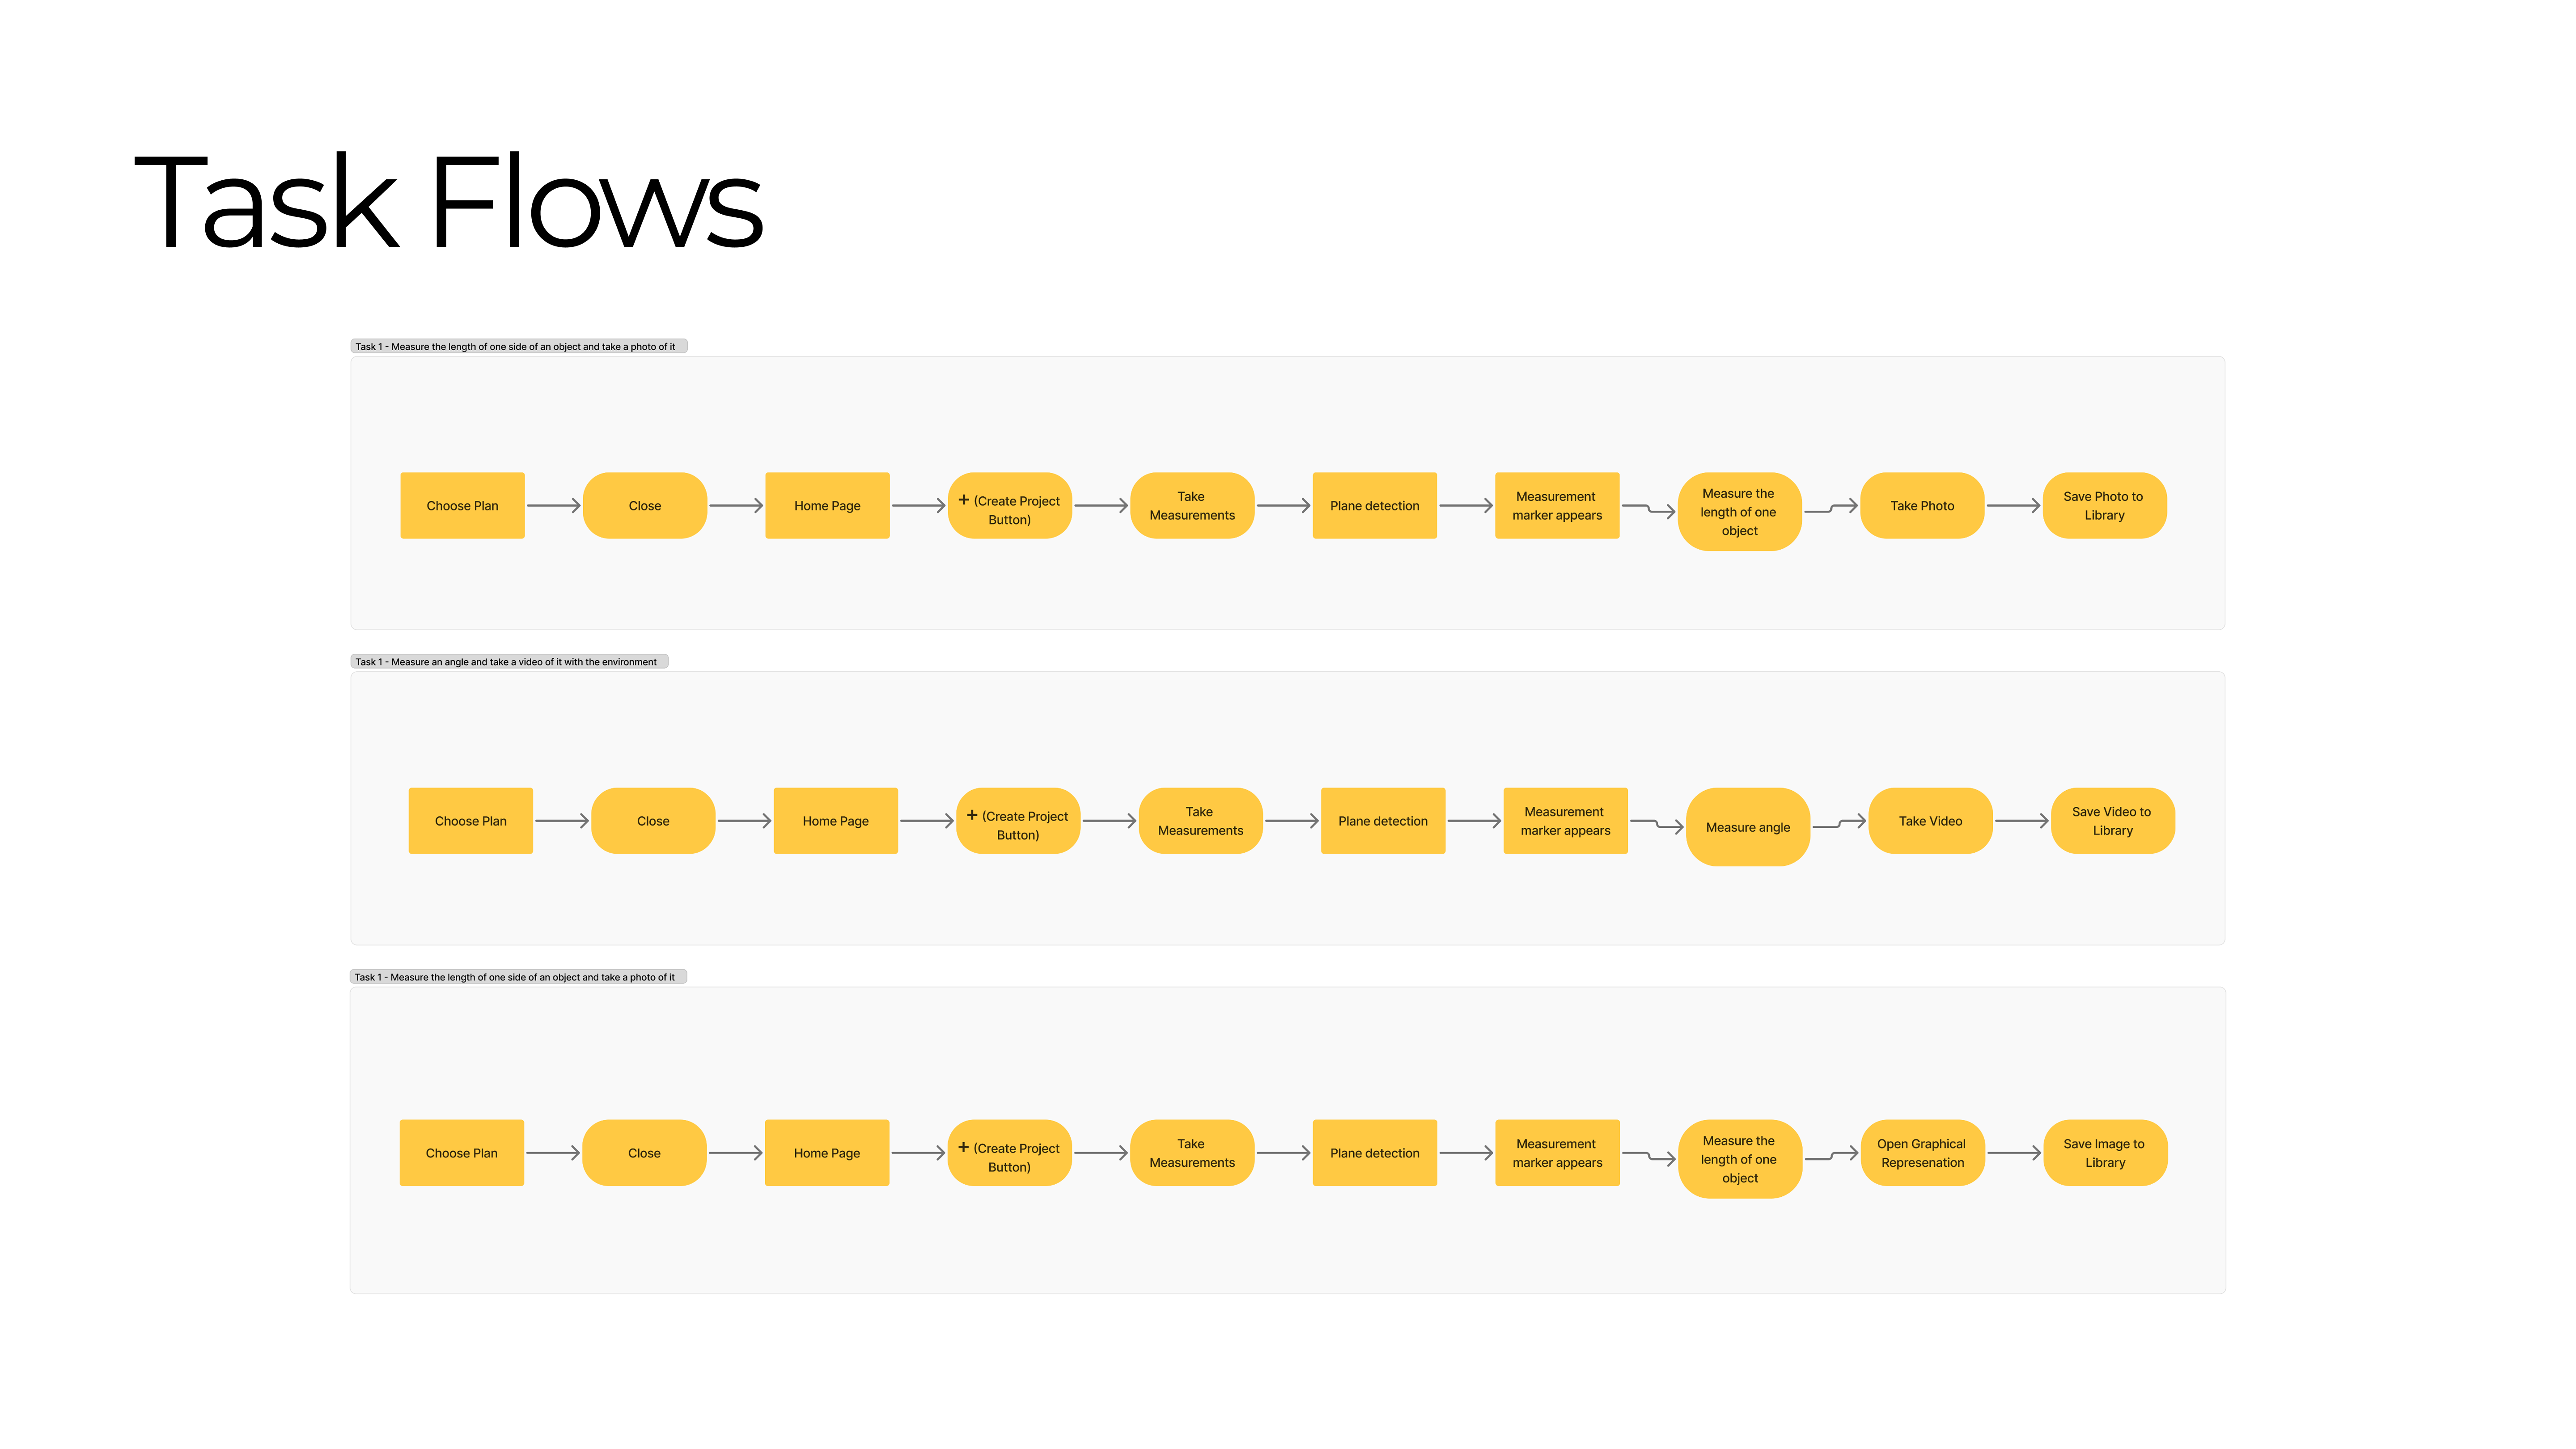 Task Flows
Task 1 - Measure the length of one side of an object and take a photo of it
Choose Plan
Close
Home Page
+ (Create Project
Button)
Take
Measurements
Plane detection
Measurement
marker appears
Measure the
length of one
object
Take Photo
Save Photo to
Library
Task 1 - Measure an angle and take a video of it with the environment
Choose Plan
Close
Home Page
+ (Create Project
Button)
Take
Measurements
Plane detection
Measurement
marker appears
Measure angle
Take Video
Save Video to
Library
Task 1 - Measure the length of one side of an object and take a photo of it
Choose Plan
Close
Home Page
+ (Create Project
Button)
Take
Measurements
Plane detection
Measurement
marker appears
Measure the
length of one
object
Open Graphical
Represenation
Save Image to
Library